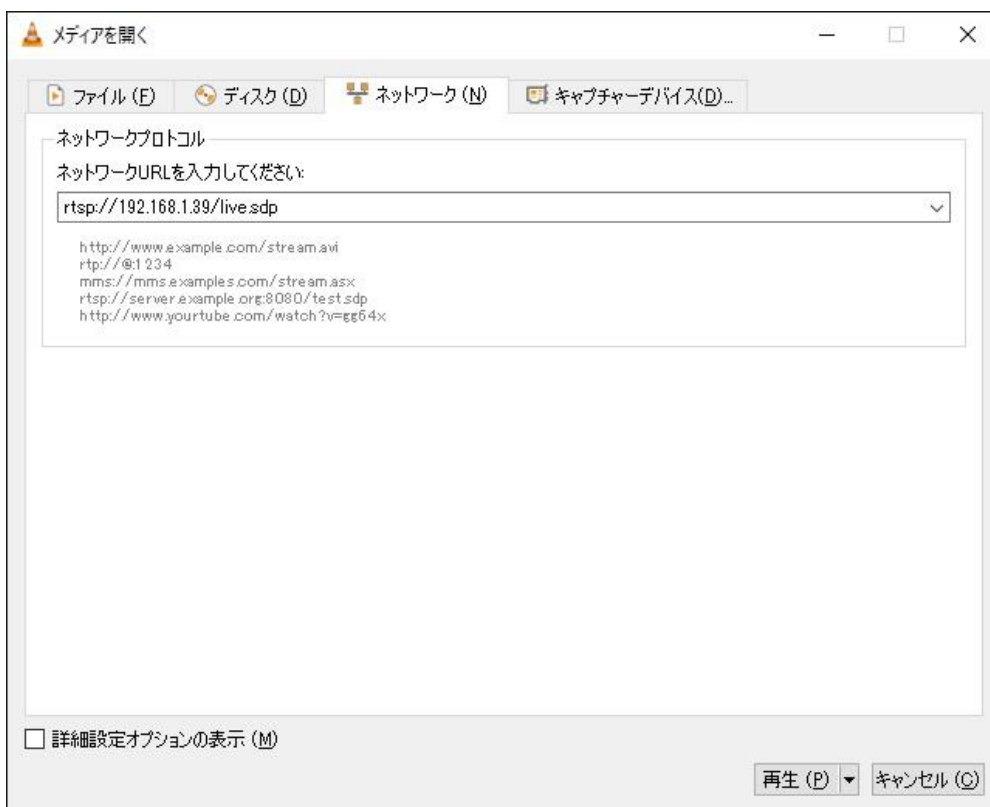 メディアを開く
ファイル (F) ディスク (D) ネットワーク (N) キャプチャーデバイス(D)...
ネットワークプロトコル
ネットワークURLを入力してください:
rtsp://192.168.1.39/live.sdp
http://www.example.com/stream.avi
rtp://@:1234
mms://mms.examples.com/stream.asx
rtsp://server.example.org:8080/test.sdp
http://www.yourtube.com/watch?v=gg64x
詳細設定オプションの表示 (M)
再生 (P) キャンセル (C)